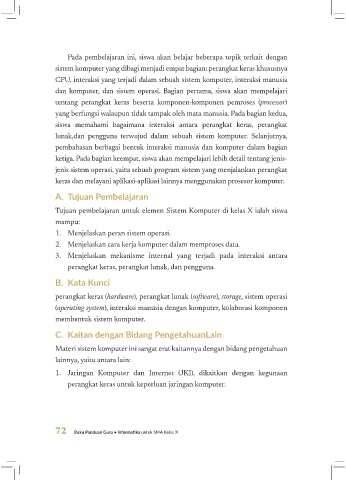 Pada pembelajaran ini, siswa akan belajar beberapa topik terkait dengan
sistem komputer yang dibagi menjadi empat bagian: perangkat keras khususnya
CPU, interaksi yang terjadi dalam sebuah sistem komputer, interaksi manusia
dan komputer, dan sistem operasi. Bagian pertama, siswa akan mempelajari
tentang perangkat keras beserta komponen-komponen pemroses (processor)
yang berfungsi walaupun tidak tampak oleh mata manusia. Pada bagian kedua,
siswa memahami bagaimana interaksi antara perangkat keras, perangkat
lunak,dan pengguna terwujud dalam sebuah sistem komputer. Selanjutnya,
pembahasan berbagai bentuk interaksi manusia dan komputer dalam bagian
ketiga. Pada bagian keempat, siswa akan mempelajari lebih detail tentang jenis-
jenis sistem operasi, yaitu sebuah program sistem yang menjalankan perangkat
keras dan melayani aplikasi-aplikasi lainnya menggunakan prosesor komputer.
A. Tujuan Pembelajaran
Tujuan pembelajaran untuk elemen Sistem Komputer di kelas X ialah siswa
mampu:
1. Menjelaskan peran sistem operasi.
2. Menjelaskan cara kerja komputer dalam memproses data.
3. Menjelaskan mekanisme internal yang terjadi pada interaksi antara
perangkat keras, perangkat lunak, dan pengguna.
B. Kata Kunci
perangkat keras (hardware), perangkat lunak (software), storage, sistem operasi
(operating system), interaksi manusia dengan komputer, kolaborasi komponen
membentuk sistem komputer.
C. Kaitan dengan Bidang PengetahuanLain
Materi sistem komputer ini sangat erat kaitannya dengan bidang pengetahuan
lainnya, yaitu antara lain:
1. Jaringan Komputer dan Internet (JKI), dikaitkan dengan kegunaan
perangkat keras untuk keperluan jaringan komputer.
72 Buku Panduan Guru • Informatika untuk SMA Kelas X